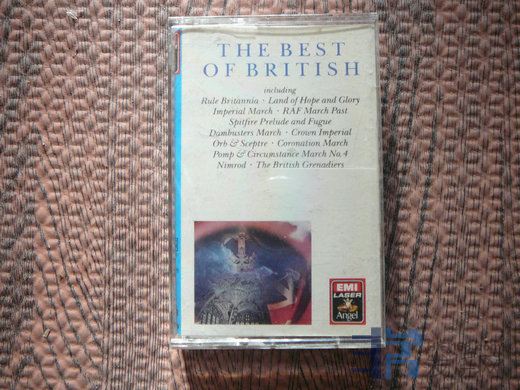 THE BEST
OF BRITISH
including
Rule Britannia · Land of Hope and Glory
Imperial March · RAF March Past
Spitfire Prelude and Fugue
Dambusters March · Crown Imperial
Orb & Sceptre · Coronation March
Pomp & Circumstance March No. 4
Nimrod · The British Grenadiers
EMI
LASER
Angel